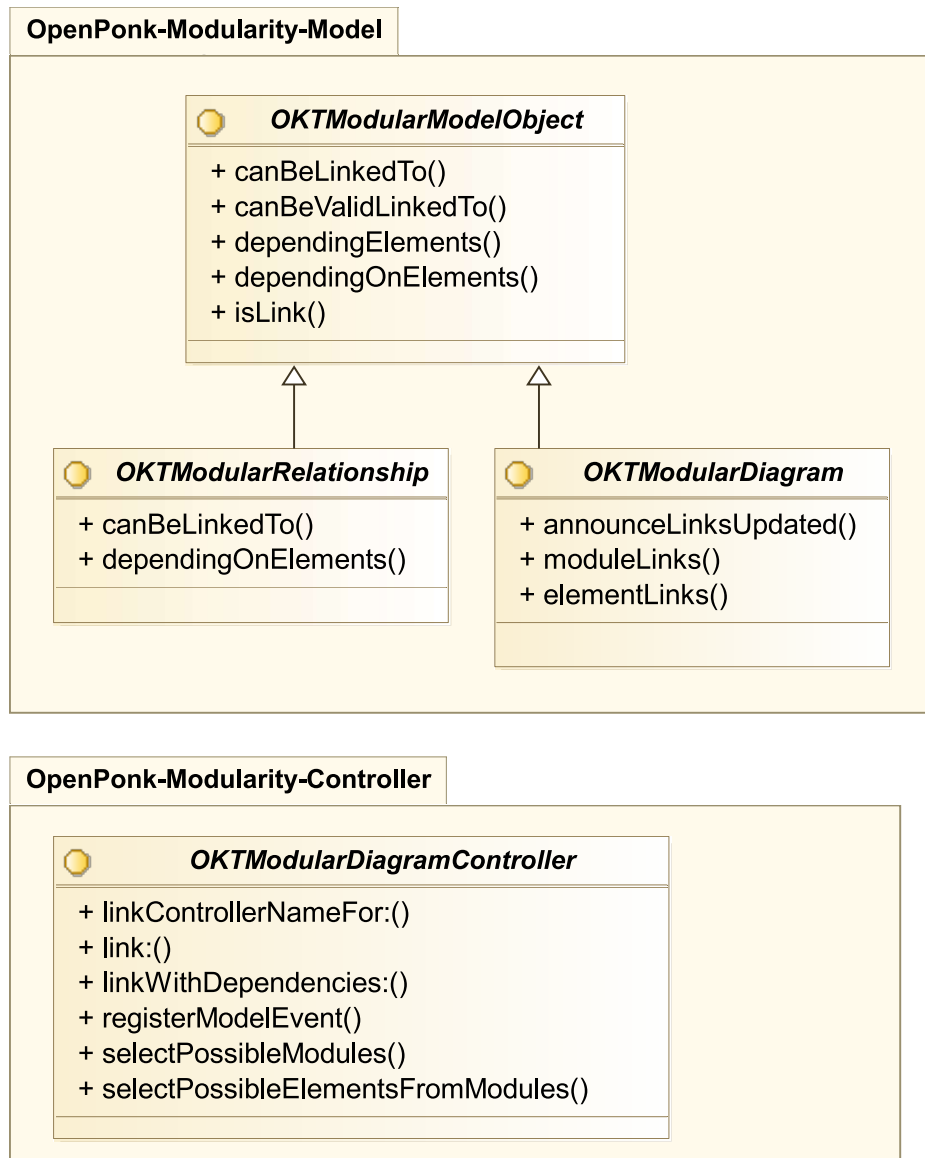 OpenPonk-Modularity-Model
OKTModularModelObject
+ canBeLinkedTo()
+ canBeValidLinkedTo()
+ dependingElements()
+ dependingOnElements()
+ isLink()
OKTModularRelationship
+ canBeLinkedTo()
+ dependingOnElements()
OKTModularDiagram
+ announceLinksUpdated()
+ moduleLinks()
+ elementLinks()
OpenPonk-Modularity-Controller
OKTModularDiagramController
+ linkControllerNameFor:()
+ link:()
+ linkWithDependencies:()
+ registerModelEvent()
+ selectPossibleModules()
+ selectPossibleElementsFromModules()